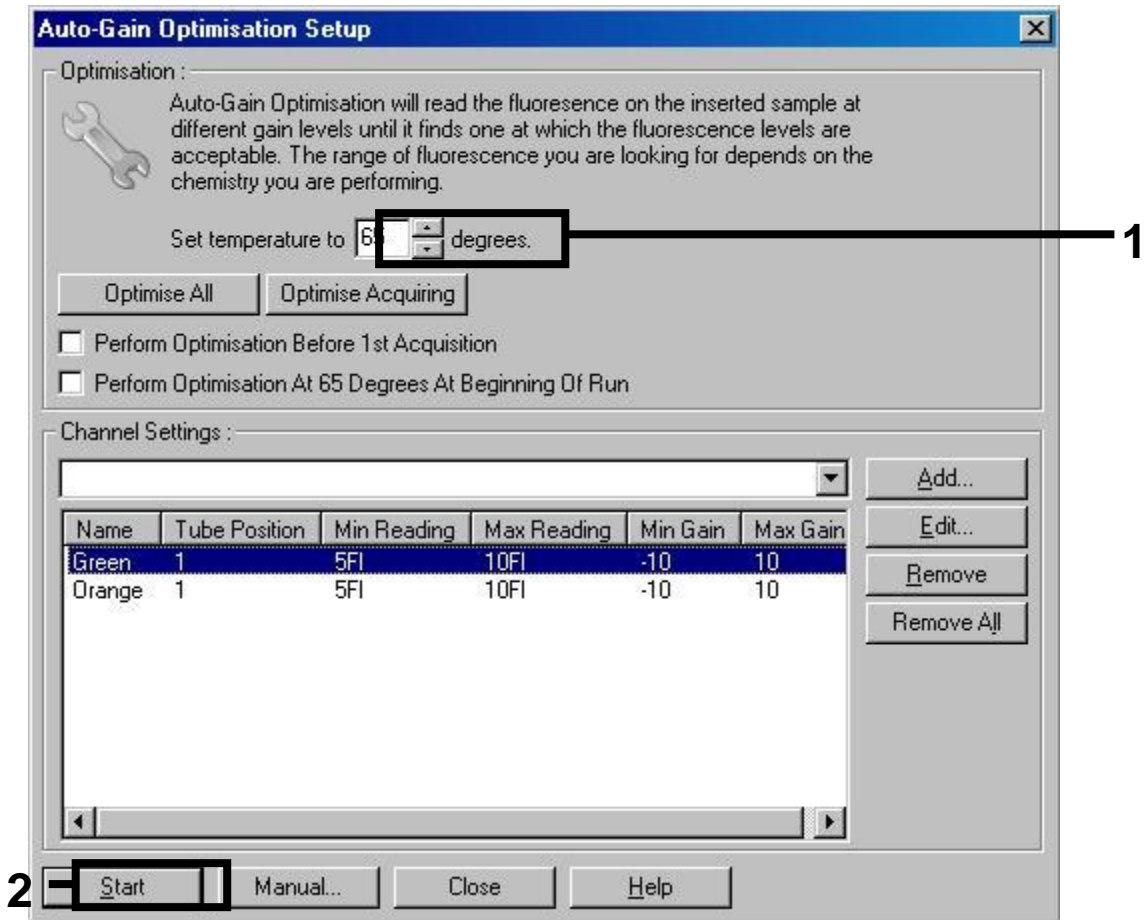 Auto-Gain Optimisation Setup
Optimisation :
Auto-Gain Optimisation will read the fluoresence on the inserted sample at
different gain levels until it finds one at which the fluorescence levels are
acceptable. The range of fluorescence you are looking for depends on the
chemistry you are performing.
Set temperature to 65 degrees.
1
Optimise All Optimise Acquiring
Perform Optimisation Before 1st Acquisition
Perform Optimisation At 65 Degrees At Beginning Of Run
Channel Settings :
Add...
Edit...
Remove
Remove All
Name Tube Position Min Reading Max Reading Min Gain Max Gain
Green 1 5Fl 10Fl -10 10
Orange 1 5Fl 10Fl -10 10
2
Start Manual... Close Help